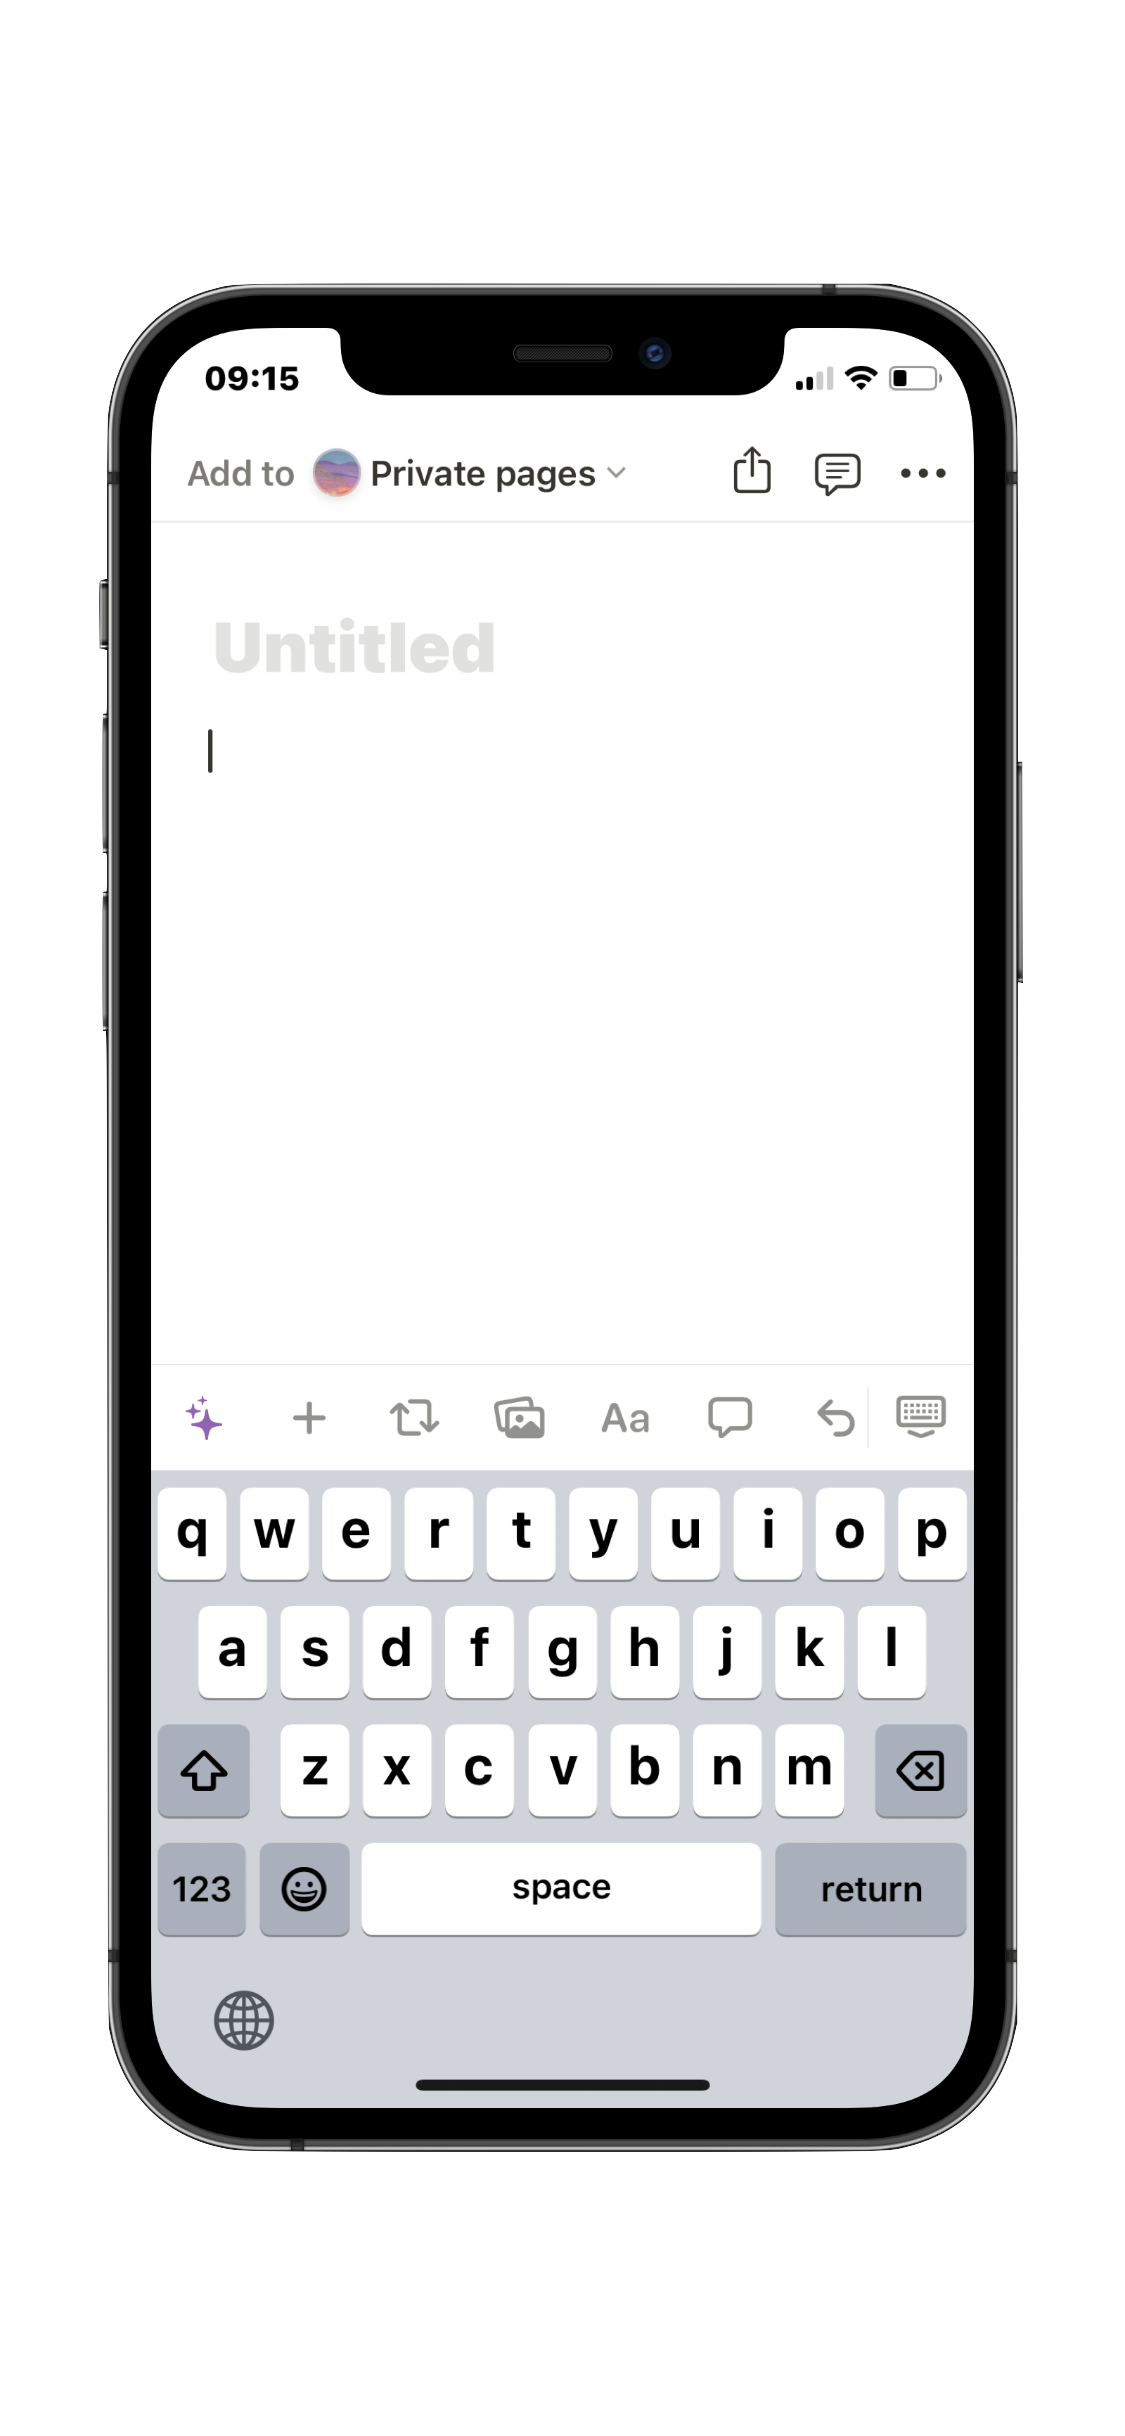 09:15
Add to Private pages
Untitled
Aa
q w e r t y u i o p
a s d f g h j k l
z x c v b n m
123 space return